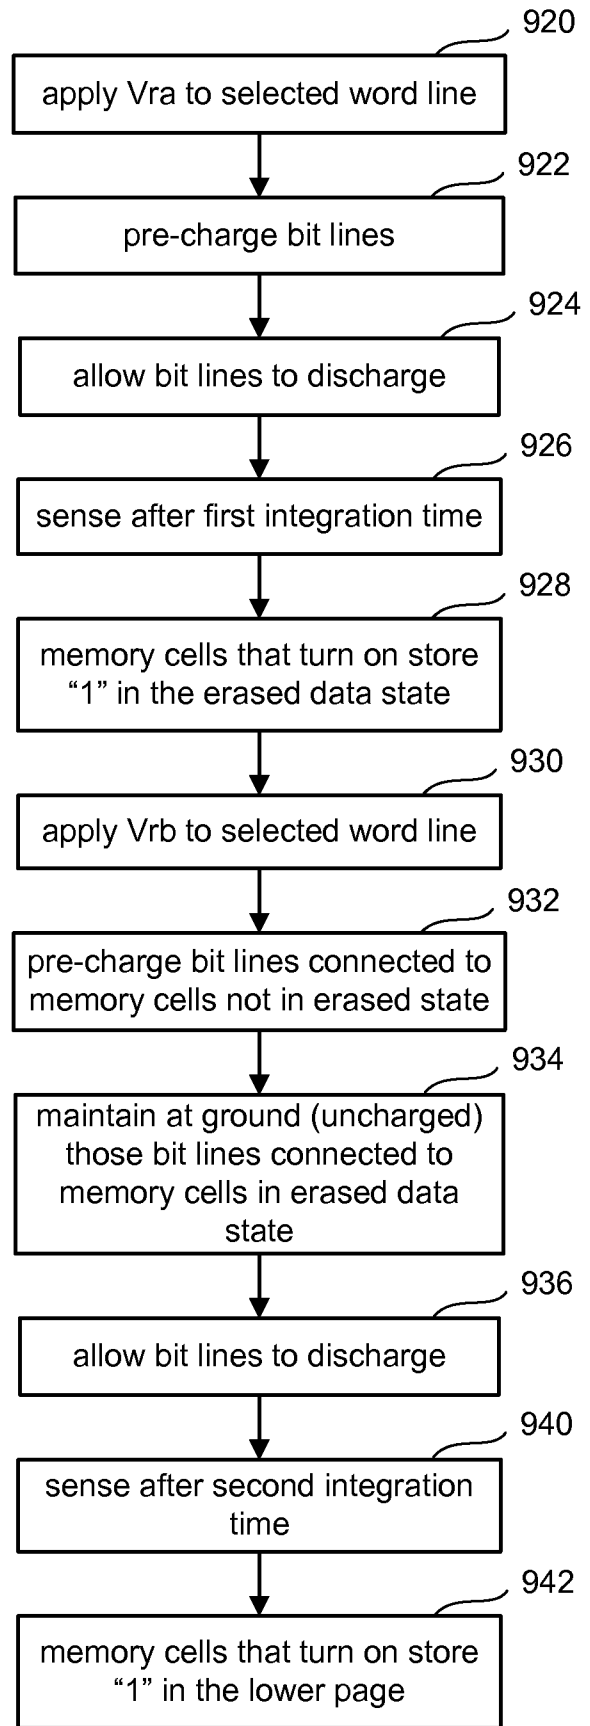 920
apply Vra to selected word line
922
pre-charge bit lines
924
allow bit lines to discharge
926
sense after first integration time
928
memory cells that turn on store
“1” in the erased data state
930
apply Vrb to selected word line
932
pre-charge bit lines connected to
memory cells not in erased state
934
maintain at ground (uncharged)
those bit lines connected to
memory cells in erased data
state
936
allow bit lines to discharge
940
sense after second integration
time
942
memory cells that turn on store
“1” in the lower page